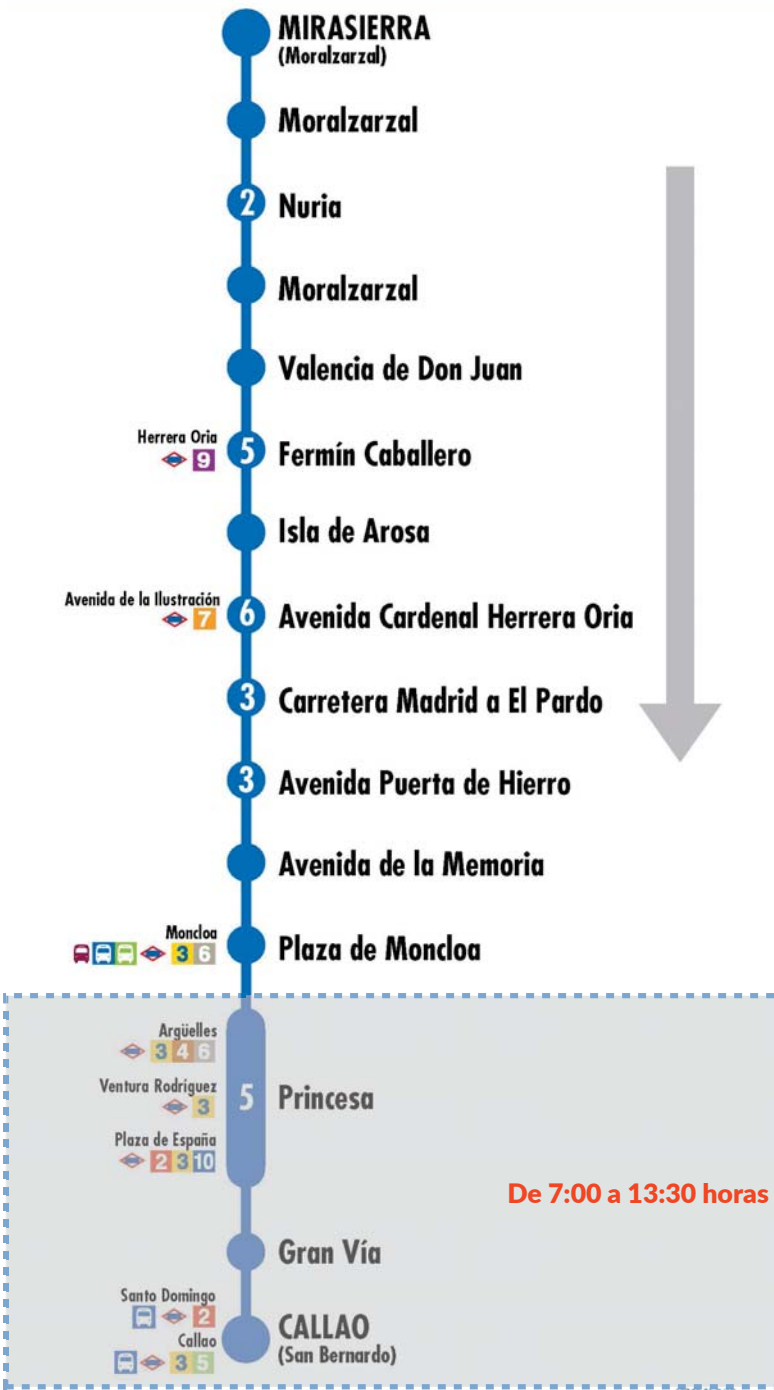 MIRASIERRA
(Moralzarzal)
Moralzarzal
2 Nuria
Moralzarzal
Valencia de Don Juan
Herrera Oria
9 5 Fermín Caballero
Isla de Arosa
Avenida de la Ilustración
7 6 Avenida Cardenal Herrera Oria
3 Carretera Madrid a El Pardo
3 Avenida Puerta de Hierro
Avenida de la Memoria
Moncloa
3 6 Plaza de Moncloa
Argüelles
3 4 6
Ventura Rodríguez
3 5 Princesa
Plaza de España
2 3 10
De 7:00 a 13:30 horas
Gran Vía
Santo Domingo
2
CALLAO
Callao
(San Bernardo)
3 5